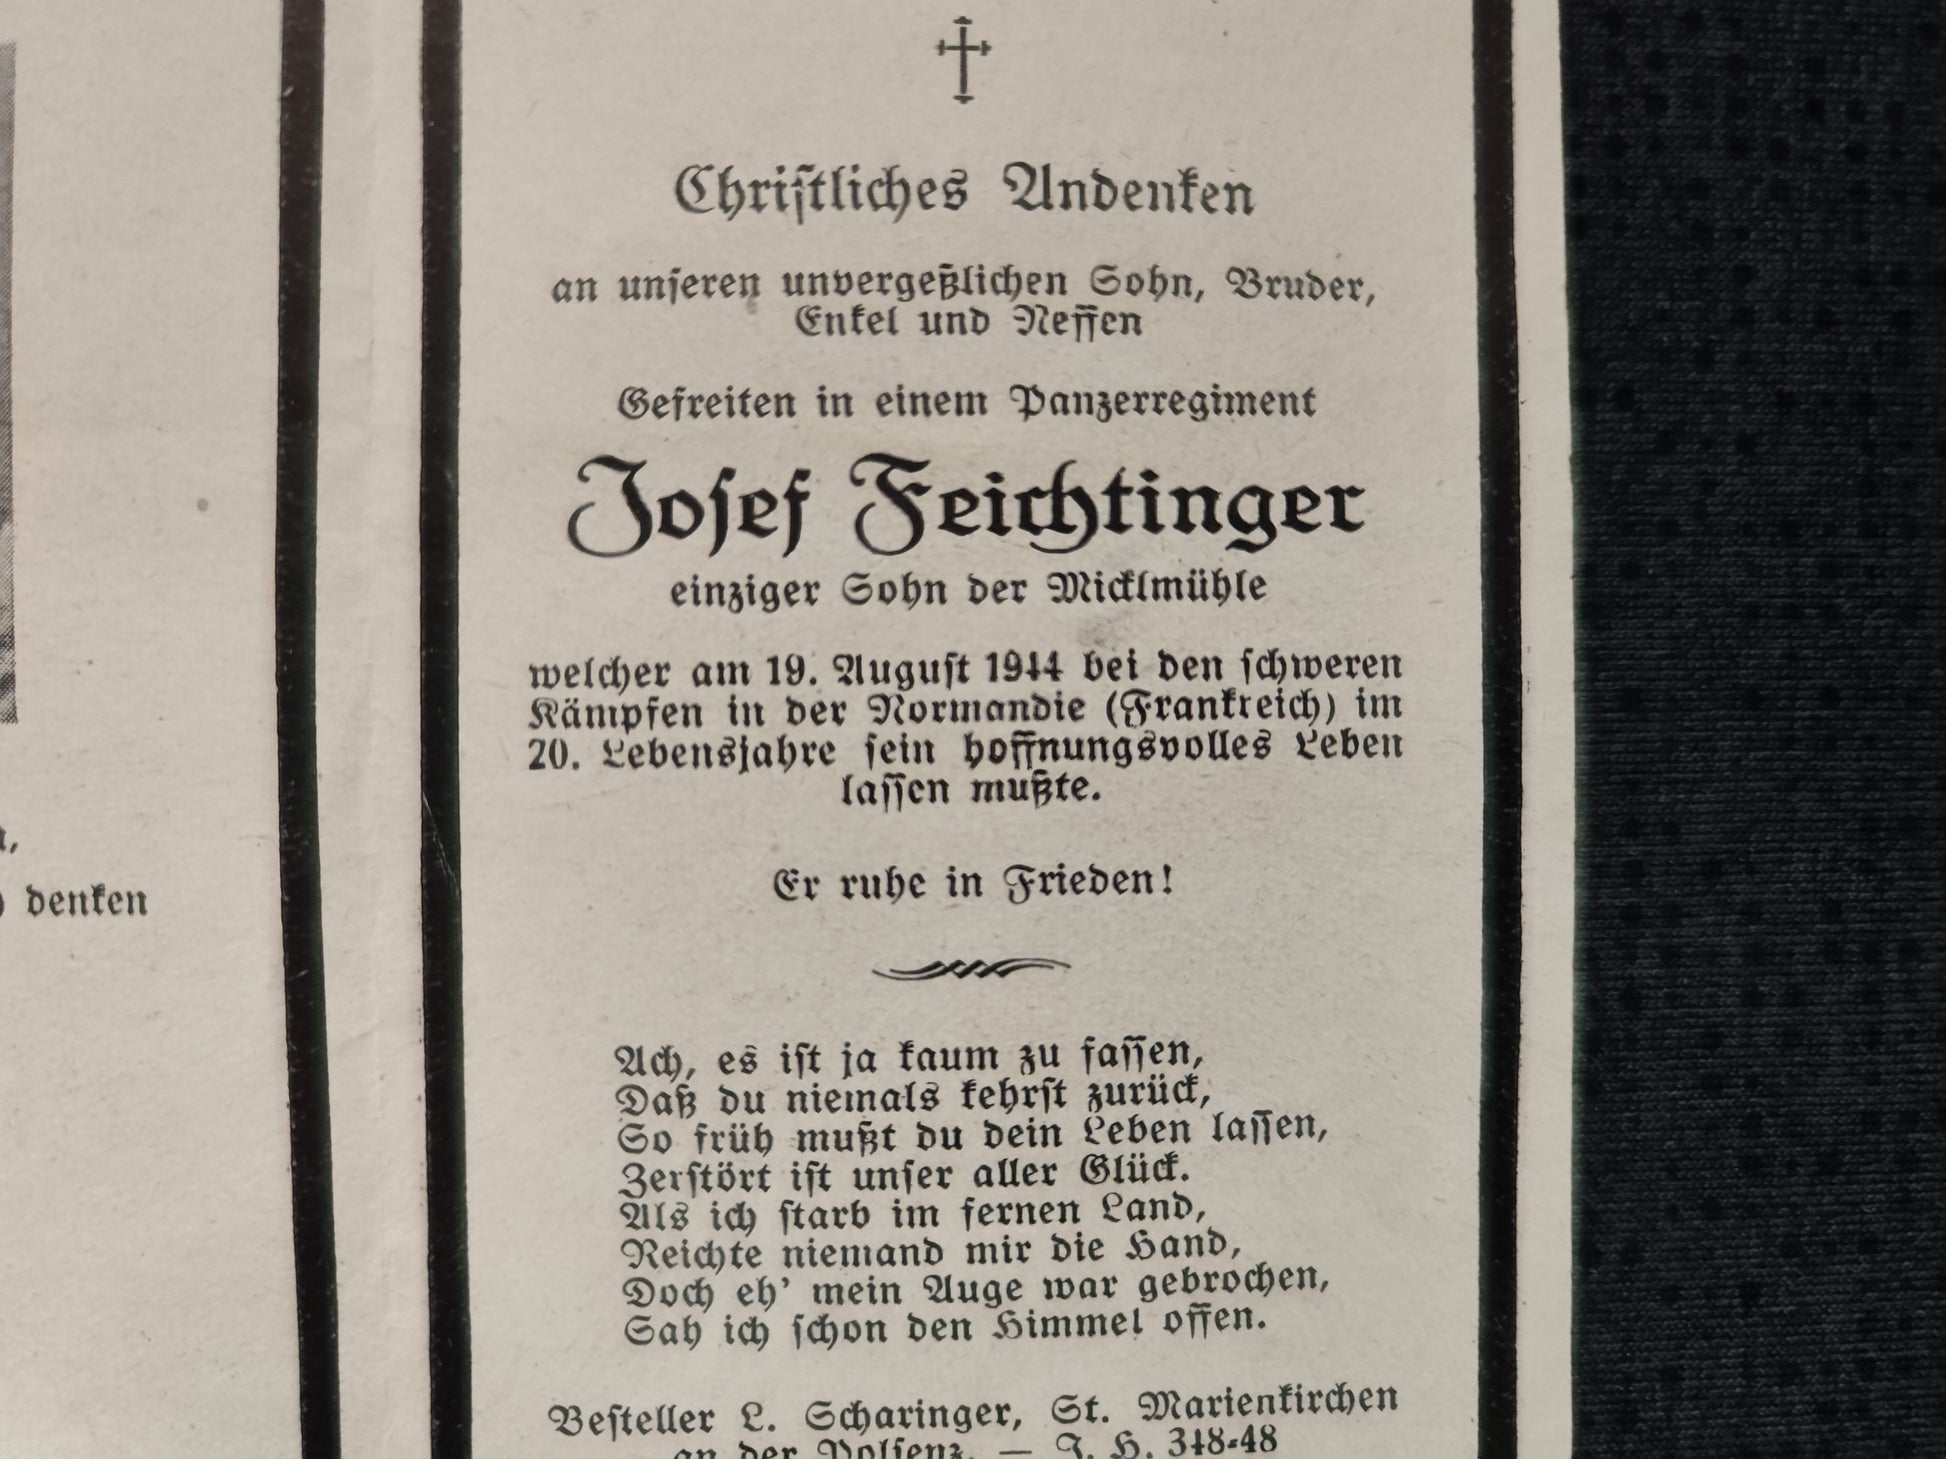 Christliches Andenken
an unseren unvergeßlichen Sohn, Bruder,
Enkel und Neffen
Gefreiten in einem Panzerregiment
Josef Feichtinger
einziger Sohn der Micklmühle
welcher am 19. August 1944 bei den schweren
Kämpfen in der Normandie (Frankreich) im
20. Lebensjahre sein hoffnungsvolles Leben
lassen mußte.
Er ruhe in Frieden!
Ach, es ist ja kaum zu fassen,
Daß du niemals kehrst zurück,
So früh mußt du dein Leben lassen,
Zerstört ist unser aller Glück.
Als ich starb im fernen Land,
Reichte niemand mir die Hand,
Doch eh' mein Auge war gebrochen,
Sah ich schon den Himmel offen.
Besteller L. Scharinger, St. Marienkirchen
an der Polsenz. — J. H. 348-48
denken